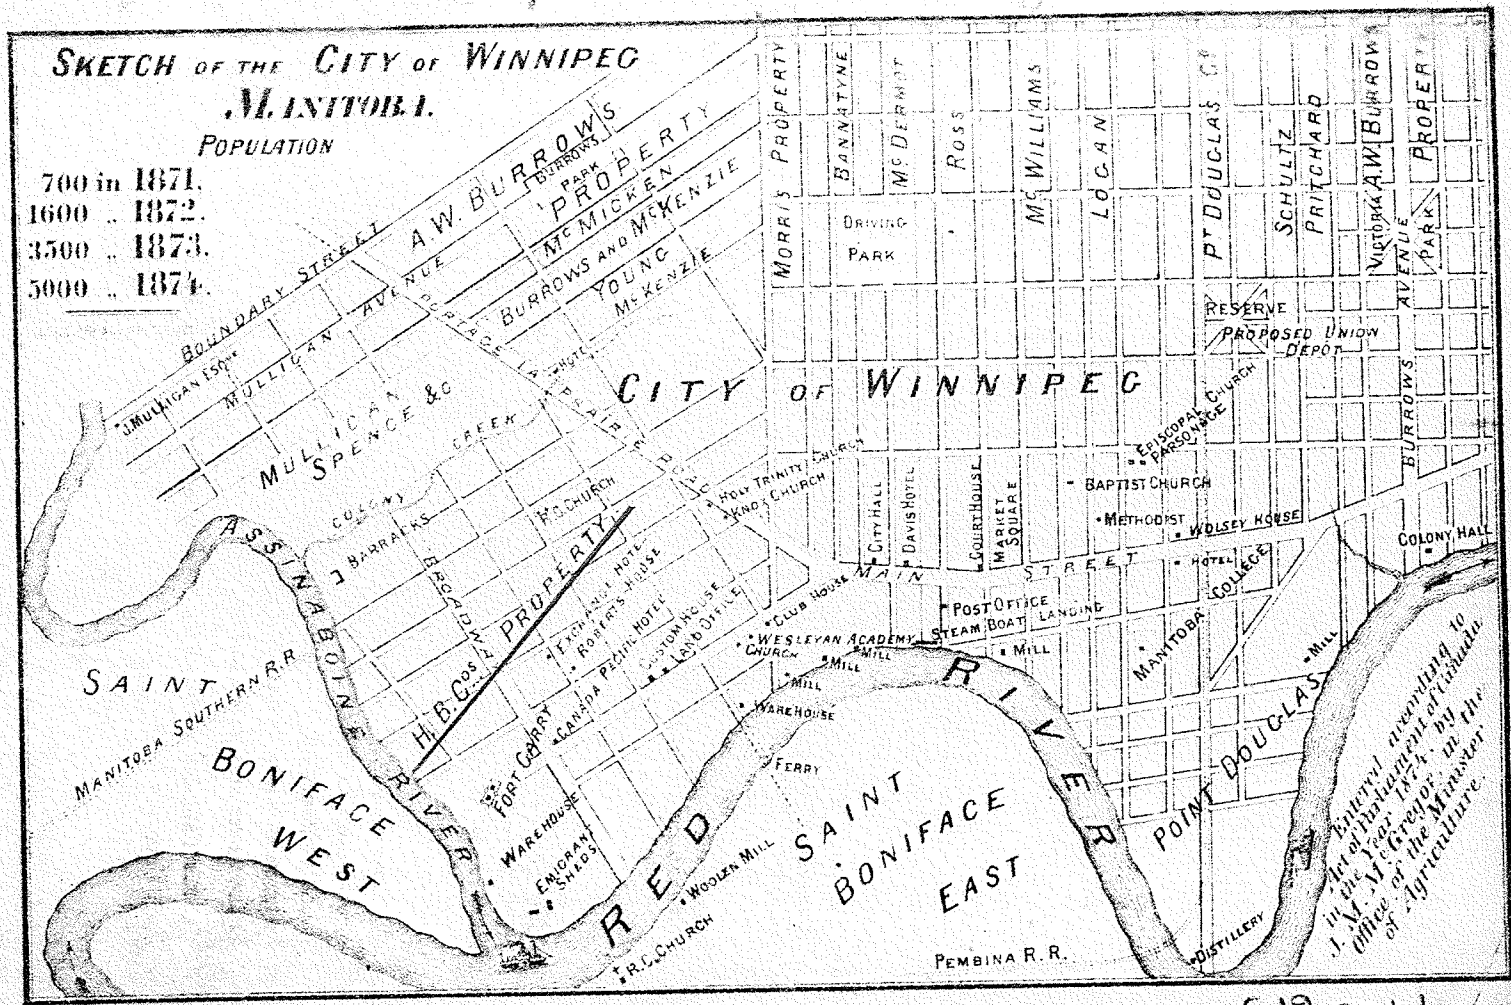 SKETCH OF THE CITY OF WINNIPEG
MANITOBA.
POPULATION
700 in 1871.
1600 " 1872.
3500 " 1873.
5000 " 1874.
BOUNDARY STREET
A.W. BURROWS
PROPERTY
BURROWS
PARK
McMICKEN
BURROWS AND McKENZIE
YOUNG
McKENZIE
MULLIGAN AVENUE
J. MULLIGAN ESQRE
MULLIGAN
SPENCE &C
COLONY CREEK
HOTEL
PORTAGE LA PRAIRIE
MORRIS PROPERTY
BANNATYNE
McDERMOT
ROSS
McWILLIAMS
LOGAN
PT DOUGLAS
SCHULTZ
PRITCHARD
A.W. BURROWS
PROPERTY
VICTORIA
PARK
BURROWS AVENUE
DRIVING
PARK
RESERVE
PROPOSED UNION
DEPOT
CITY OF WINNIPEG
EPISCOPAL CHURCH
PARSONAGE
BAPTIST CHURCH
METHODIST
WOLSEY HOUSE
HOTEL
COLONY HALL
HOLY TRINITY CHURCH
KNOX CHURCH
CITY HALL
DAVIS HOTEL
COURT HOUSE
MARKET
SQUARE
MAIN STREET
BARRACKS
BROADWAY
R.C. CHURCH
H.B. COS PROPERTY
EXCHANGE HOTEL
ROBERTS HOUSE
CANADA PACIFIC HOTEL
CUSTOM HOUSE
LAND OFFICE
CLUB HOUSE
WESLEYAN ACADEMY
CHURCH
MILL
MILL
MILL
WAREHOUSE
POST OFFICE
STEAM BOAT LANDING
MILL
MANITOBA COLLEGE
MILL
POINT DOUGLAS
ASSINABOINE RIVER
SAINT
BONIFACE
WEST
MANITOBA SOUTHERN R.R.
FORT GARRY
WAREHOUSE
EMIGRANT
SHEDS
RED RIVER
FERRY
WOOLEN MILL
R.C. CHURCH
SAINT
BONIFACE
EAST
PEMBINA R.R.
DISTILLERY
Entered according to
Act of Parliament of Canada
in the Year 1874, by
J. M. McGregor, in the
Office of the Minister
of Agriculture.